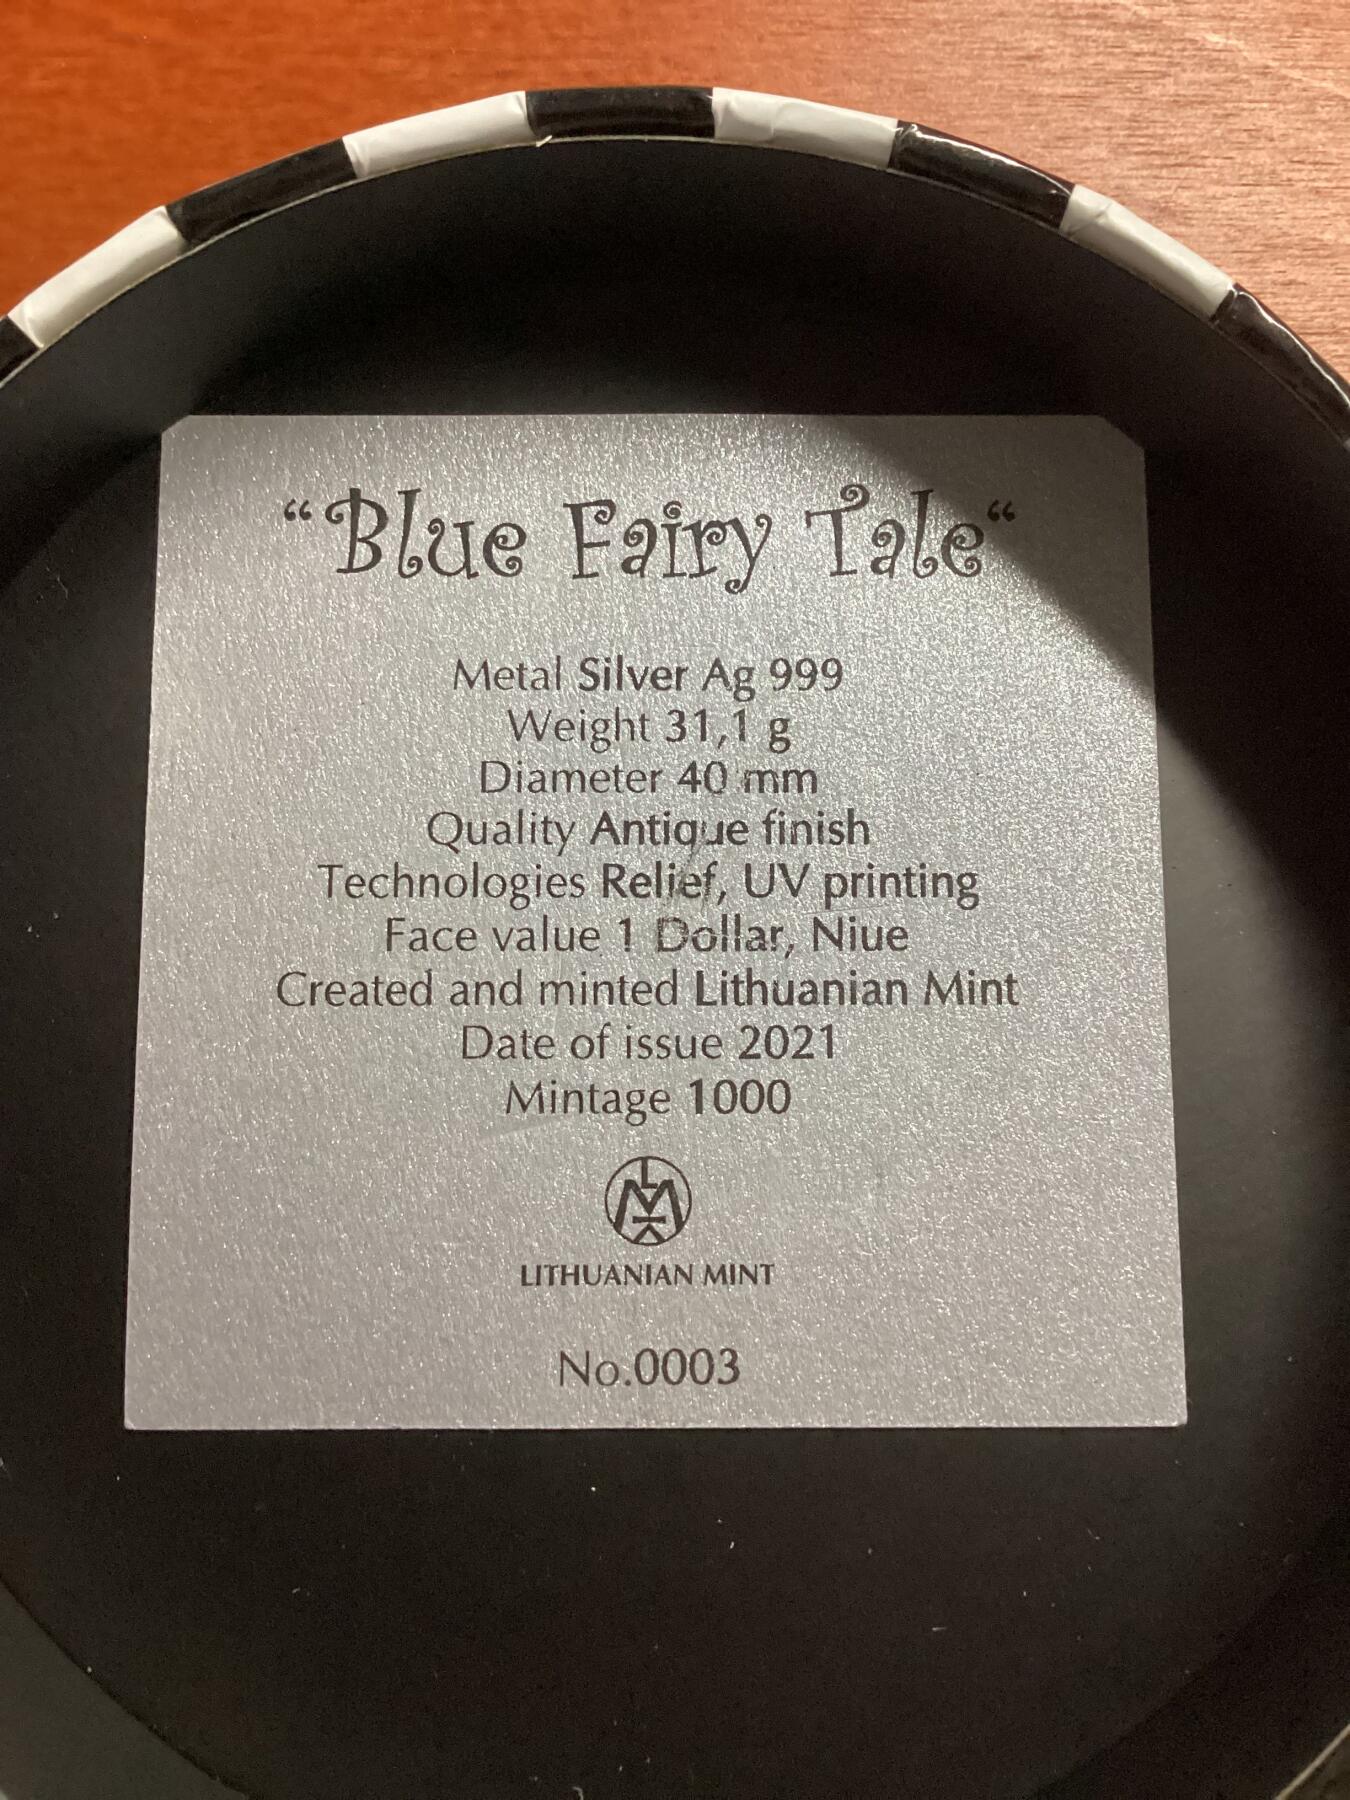 “Blue Fairy Tale“
Metal Silver Ag 999
Weight 31,1 g
Diameter 40 mm
Quality Antique finish
Technologies Relief, UV printing
Face value 1 Dollar, Niue
Created and minted Lithuanian Mint
Date of issue 2021
Mintage 1000
LITHUANIAN MINT
No.0003